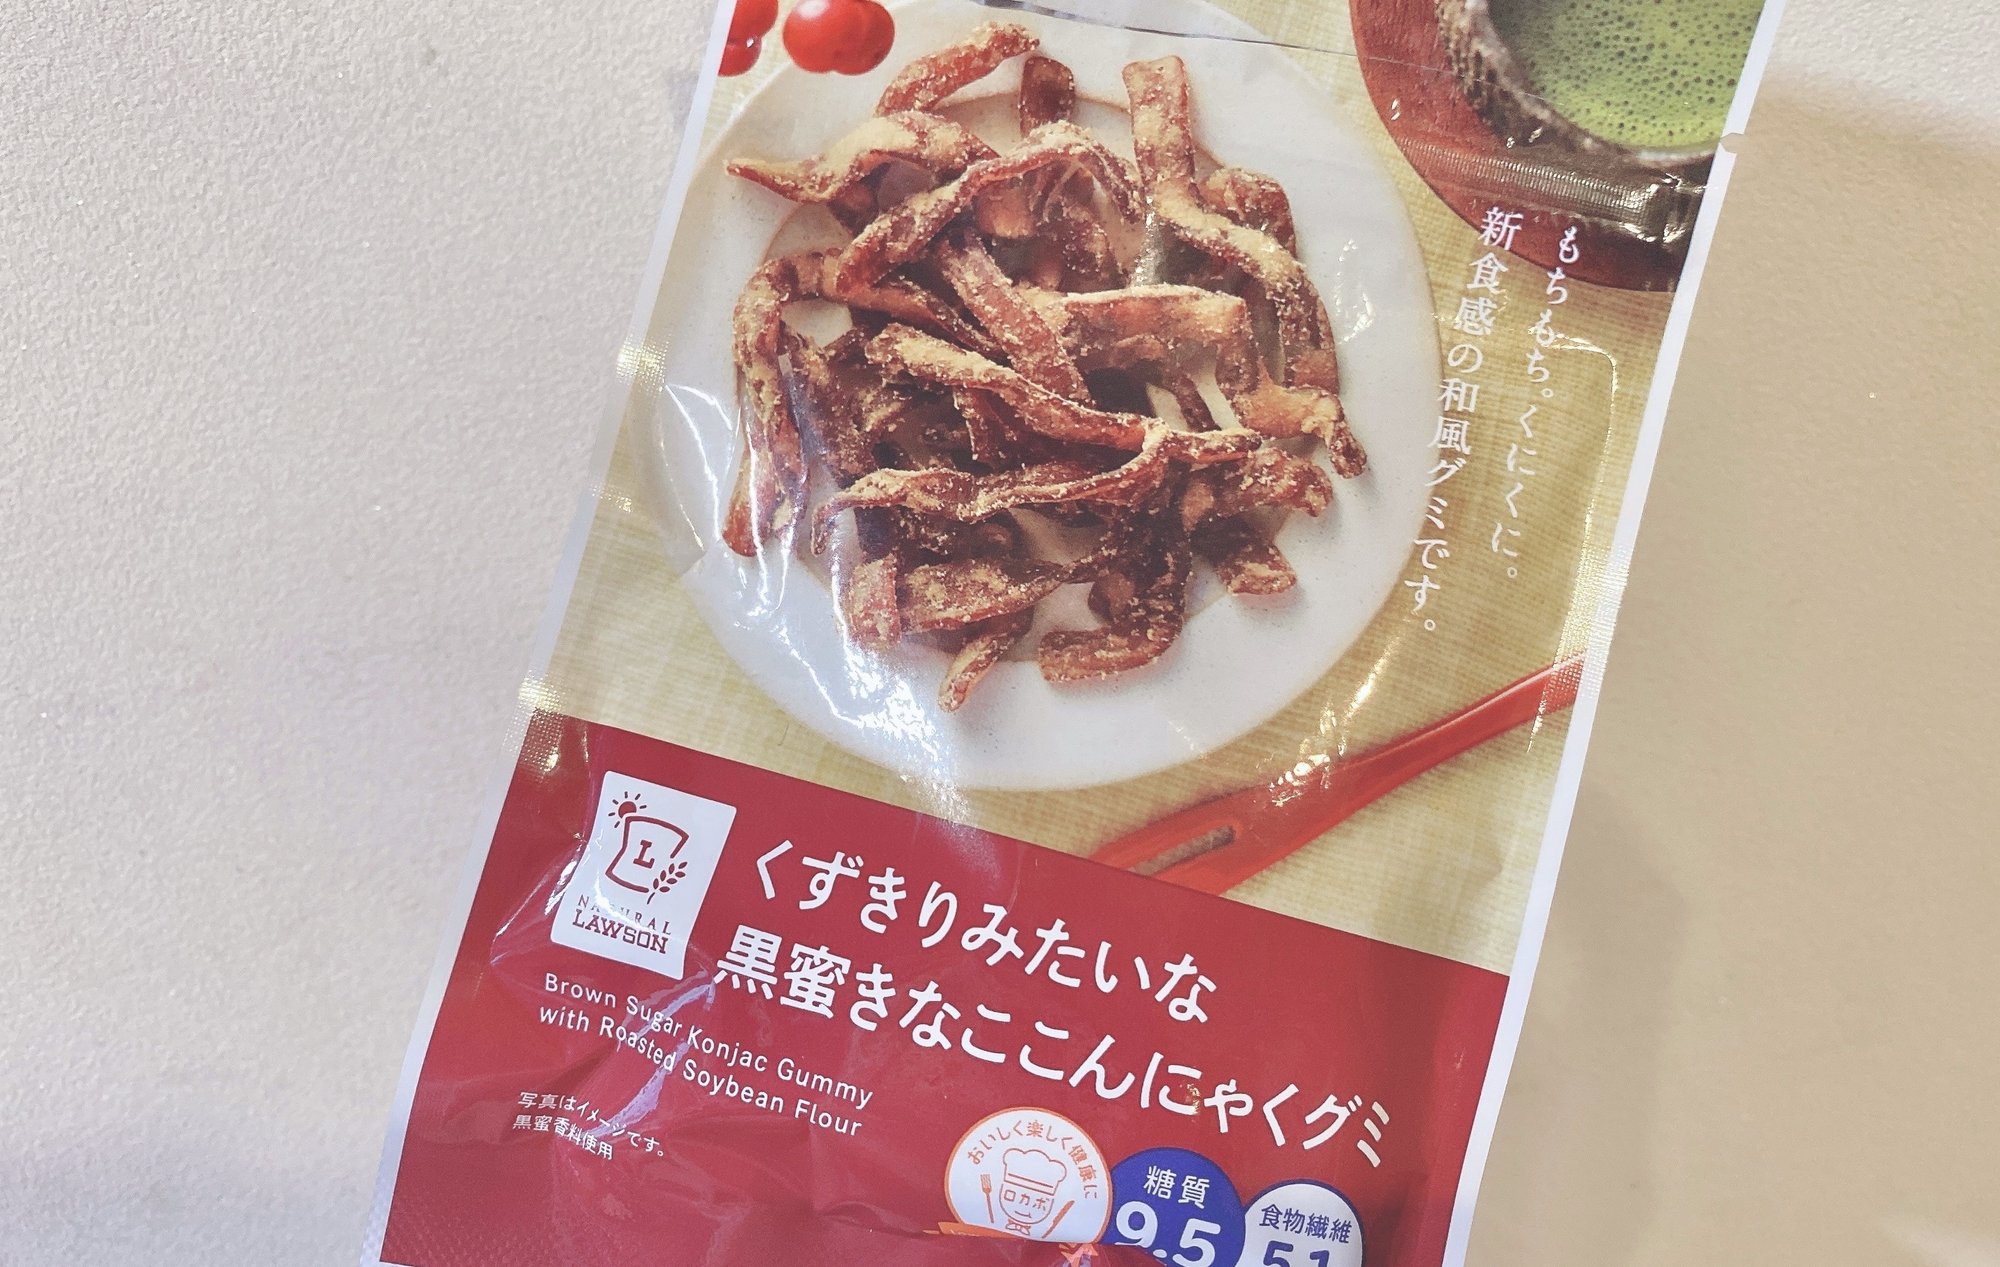 もちもち。くにくに。
新食感の和風グミです。
L
NATURAL
LAWSON
くずきりみたいな
黒蜜きなここんにゃくグミ
Brown Sugar Konjac Gummy
with Roasted Soybean Flour
写真はイメージです。
黒蜜香料使用
おいしく楽しく健康に
ロカボ
糖質
9.5
食物繊維
5.1